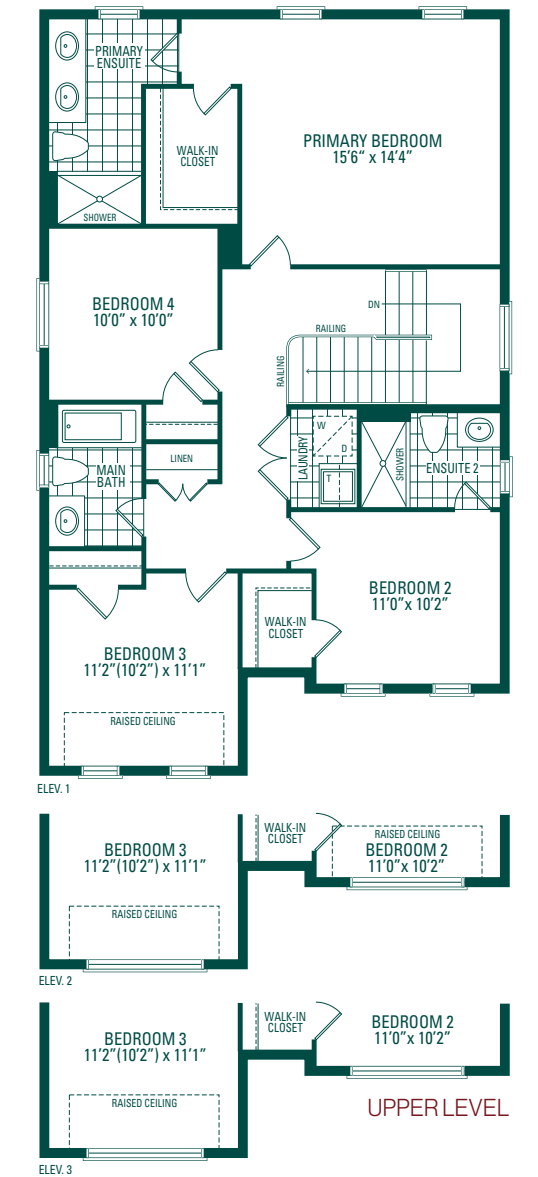 PRIMARY
ENSUITE
WALK-IN
CLOSET
PRIMARY BEDROOM
15'6" x 14'4"
SHOWER
BEDROOM 4
10'0" x 10'0"
DN
RAILING
RAILING
LINEN
MAIN
BATH
LAUNDRY
W
D
T
SHOWER
ENSUITE 2
BEDROOM 2
11'0"x 10'2"
WALK-IN
CLOSET
BEDROOM 3
11'2"(10'2") x 11'1"
RAISED CEILING
ELEV. 1
WALK-IN
CLOSET
RAISED CEILING
BEDROOM 2
11'0"x 10'2"
BEDROOM 3
11'2"(10'2") x 11'1"
RAISED CEILING
ELEV. 2
WALK-IN
CLOSET
BEDROOM 2
11'0"x 10'2"
BEDROOM 3
11'2"(10'2") x 11'1"
RAISED CEILING
UPPER LEVEL
ELEV. 3